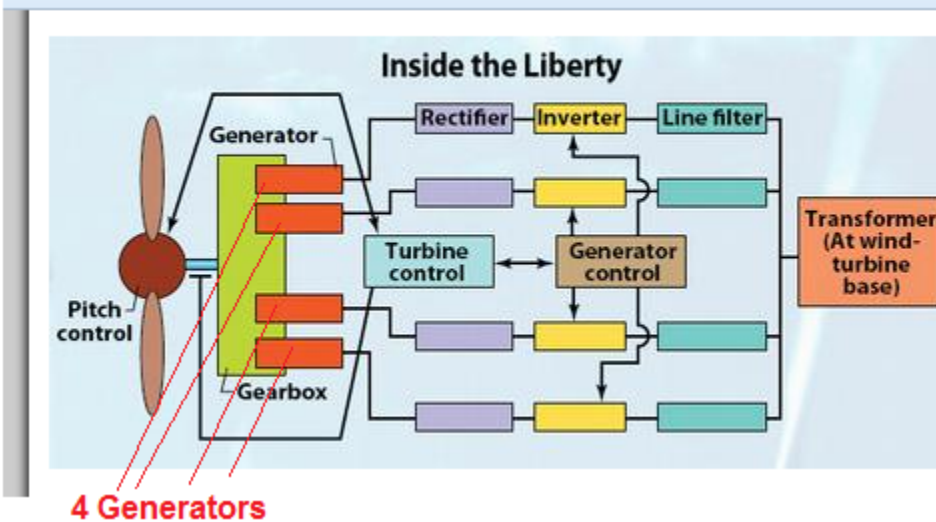 Inside the Liberty
Generator
Rectifier
Inverter
Line filter
Turbine
control
Generator
control
Transformer
(At wind-
turbine
base)
Pitch
control
Gearbox
4 Generators